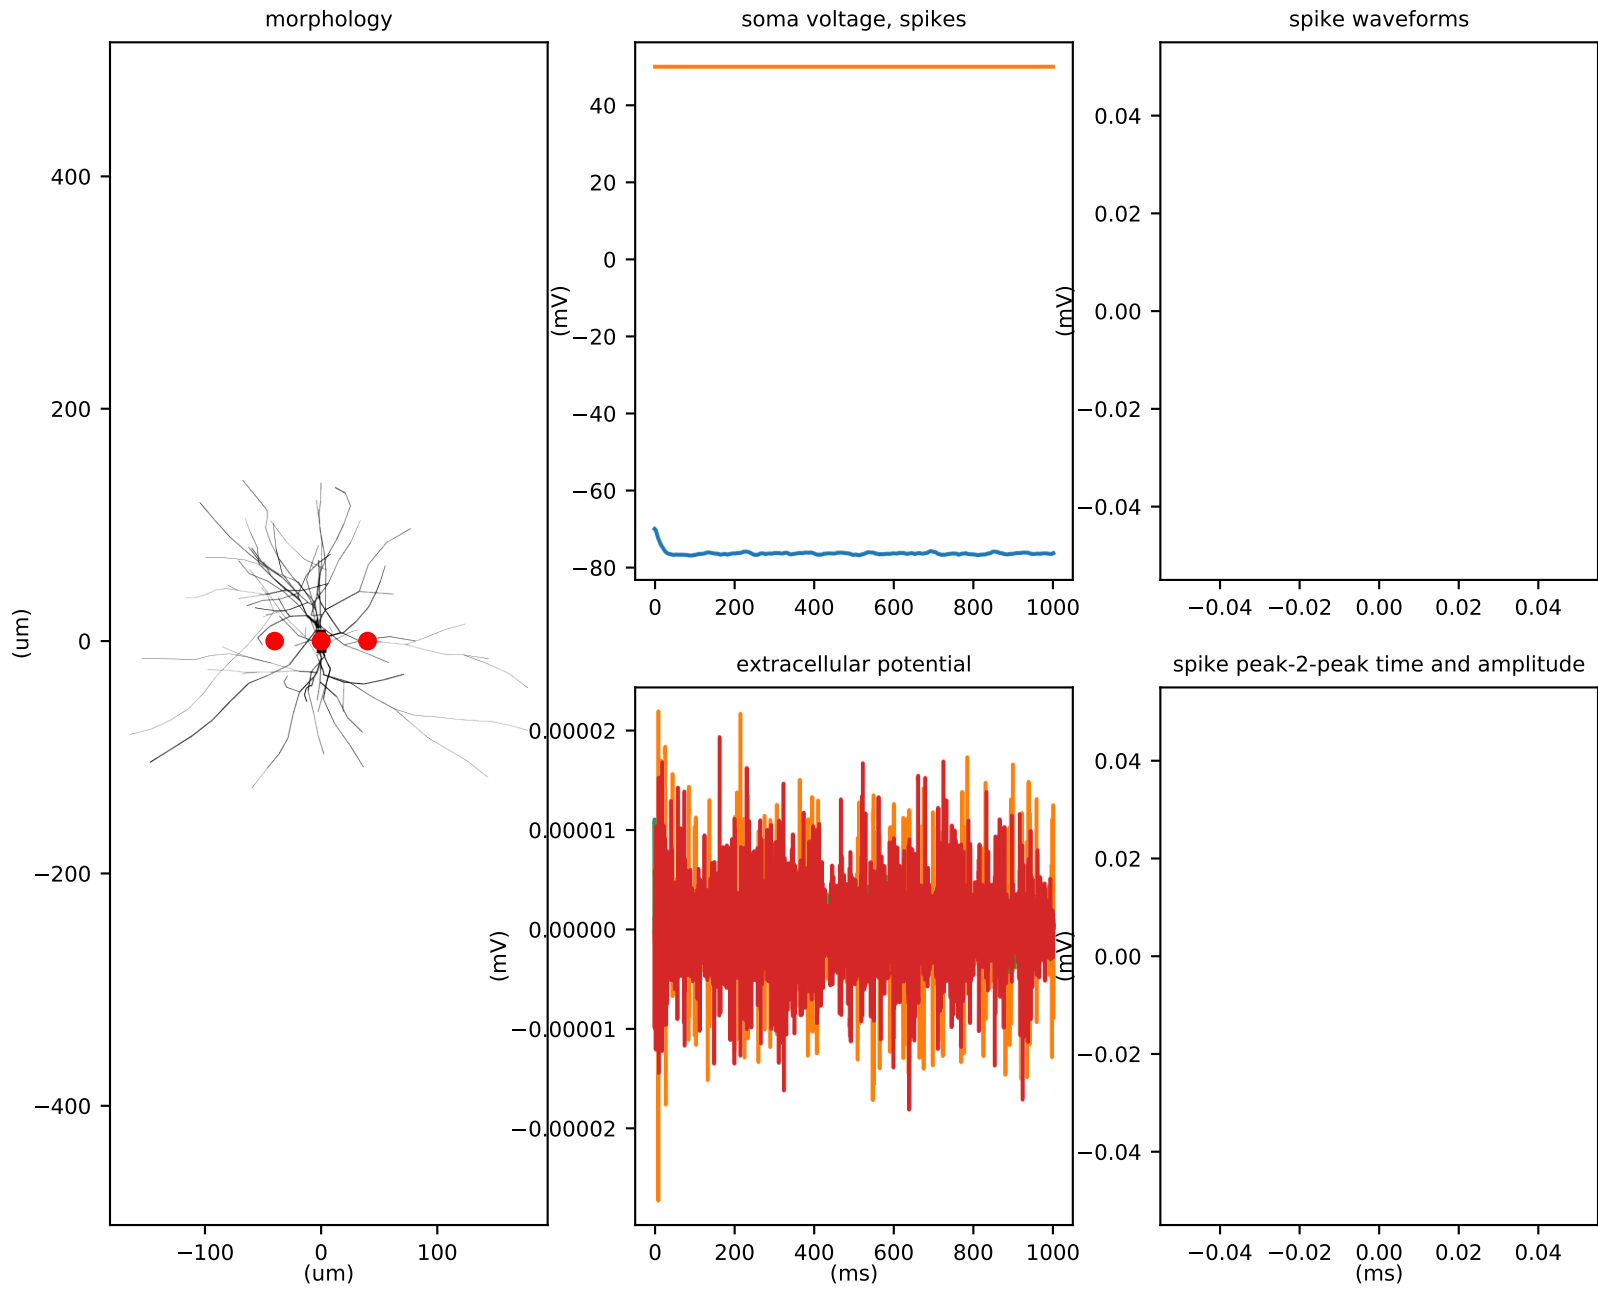 morphology
400
200
0
−200
−400
(um)
−100 0 100
(um)
soma voltage, spikes
40
20
0
−20
−40
−60
−80
(mV)
0 200 400 600 800 1000
spike waveforms
0.04
0.02
0.00
−0.02
−0.04
(mV)
−0.04 −0.02 0.00 0.02 0.04
extracellular potential
0.00002
0.00001
0.00000
−0.00001
−0.00002
(mV)
0 200 400 600 800 1000
(ms)
spike peak-2-peak time and amplitude
0.04
0.02
0.00
−0.02
−0.04
(mV)
−0.04 −0.02 0.00 0.02 0.04
(ms)